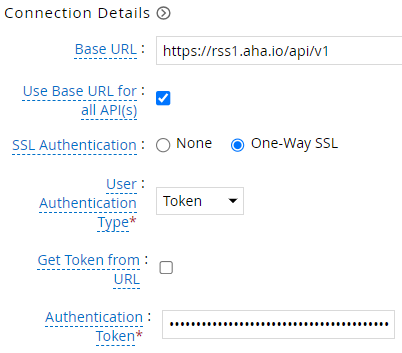 Connection Details
Base URL : https://rss1.aha.io/api/v1
Use Base URL for :
all API(s)
SSL Authentication : None One-Way SSL
User :
Authentication Token
Type*
Get Token from :
URL
Authentication : ••••••••••••••••••••••••••••••••••••••••••
Token*